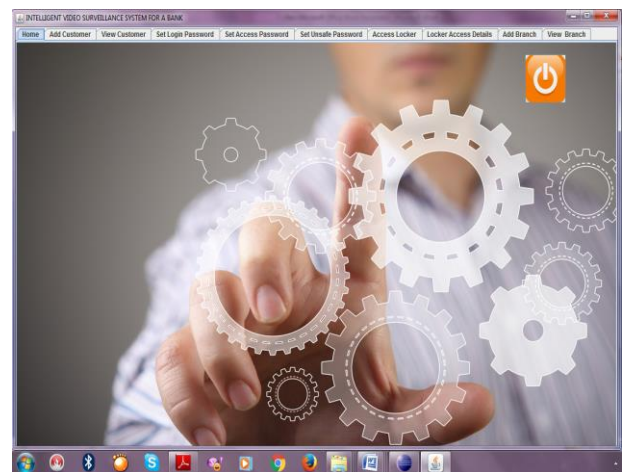 INTELLIGENT VIDEO SURVEILLANCE SYSTEM FOR A BANK
Home Add Customer View Customer Set Login Password Set Access Password Set Unsafe Password Access Locker Locker Access Details Add Branch View Branch